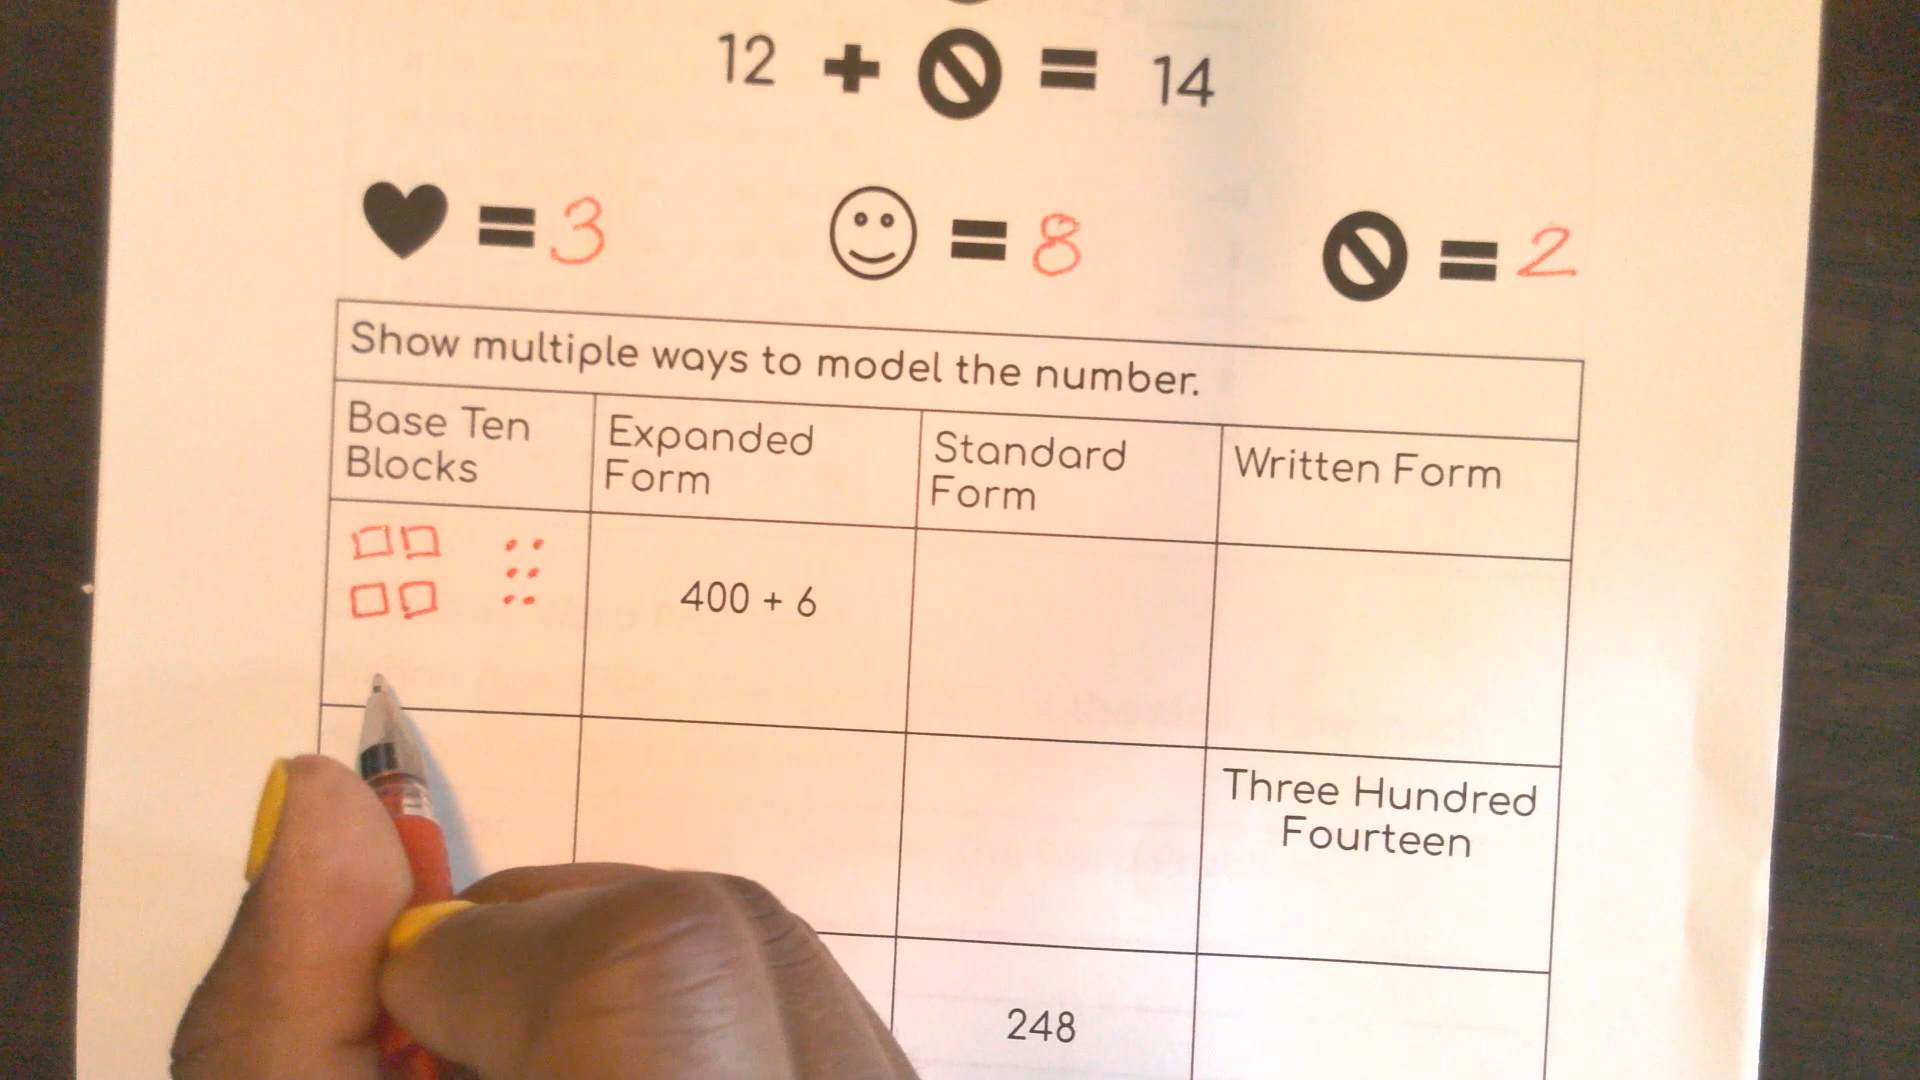 12 + 🚫 = 14
= 3 = 8 = 2
Show multiple ways to model the number.
Base Ten Blocks
Expanded Form
Standard Form
Written Form
400 + 6
Three Hundred
Fourteen
248